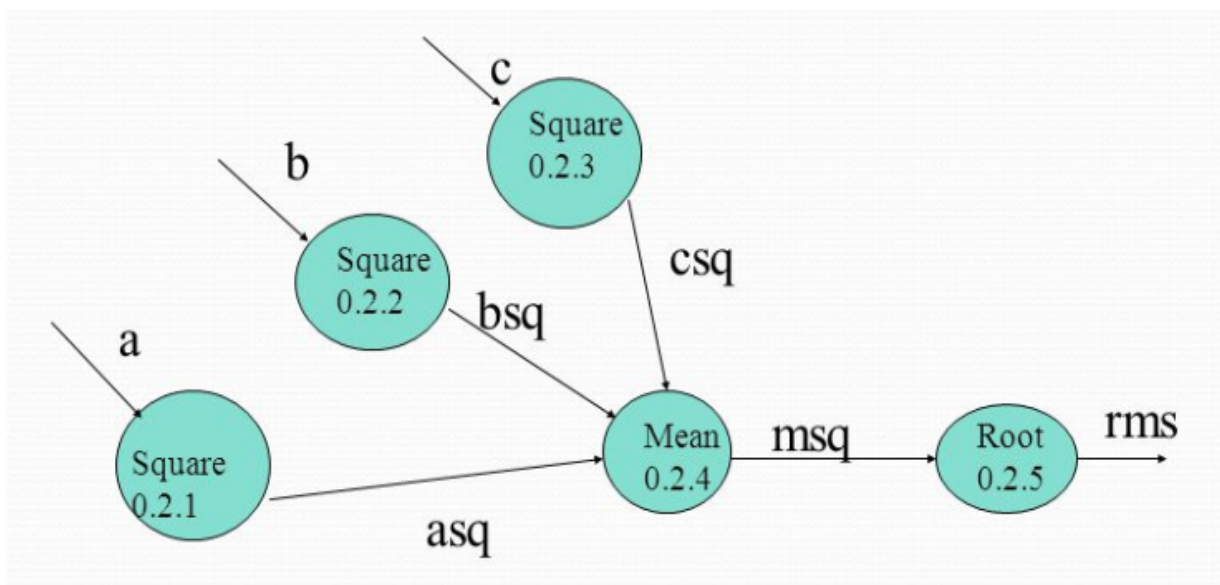 c
Square
0.2.3
b
Square
0.2.2
csq
bsq
a
Square
0.2.1
asq
Mean
0.2.4
msq
Root
0.2.5
rms